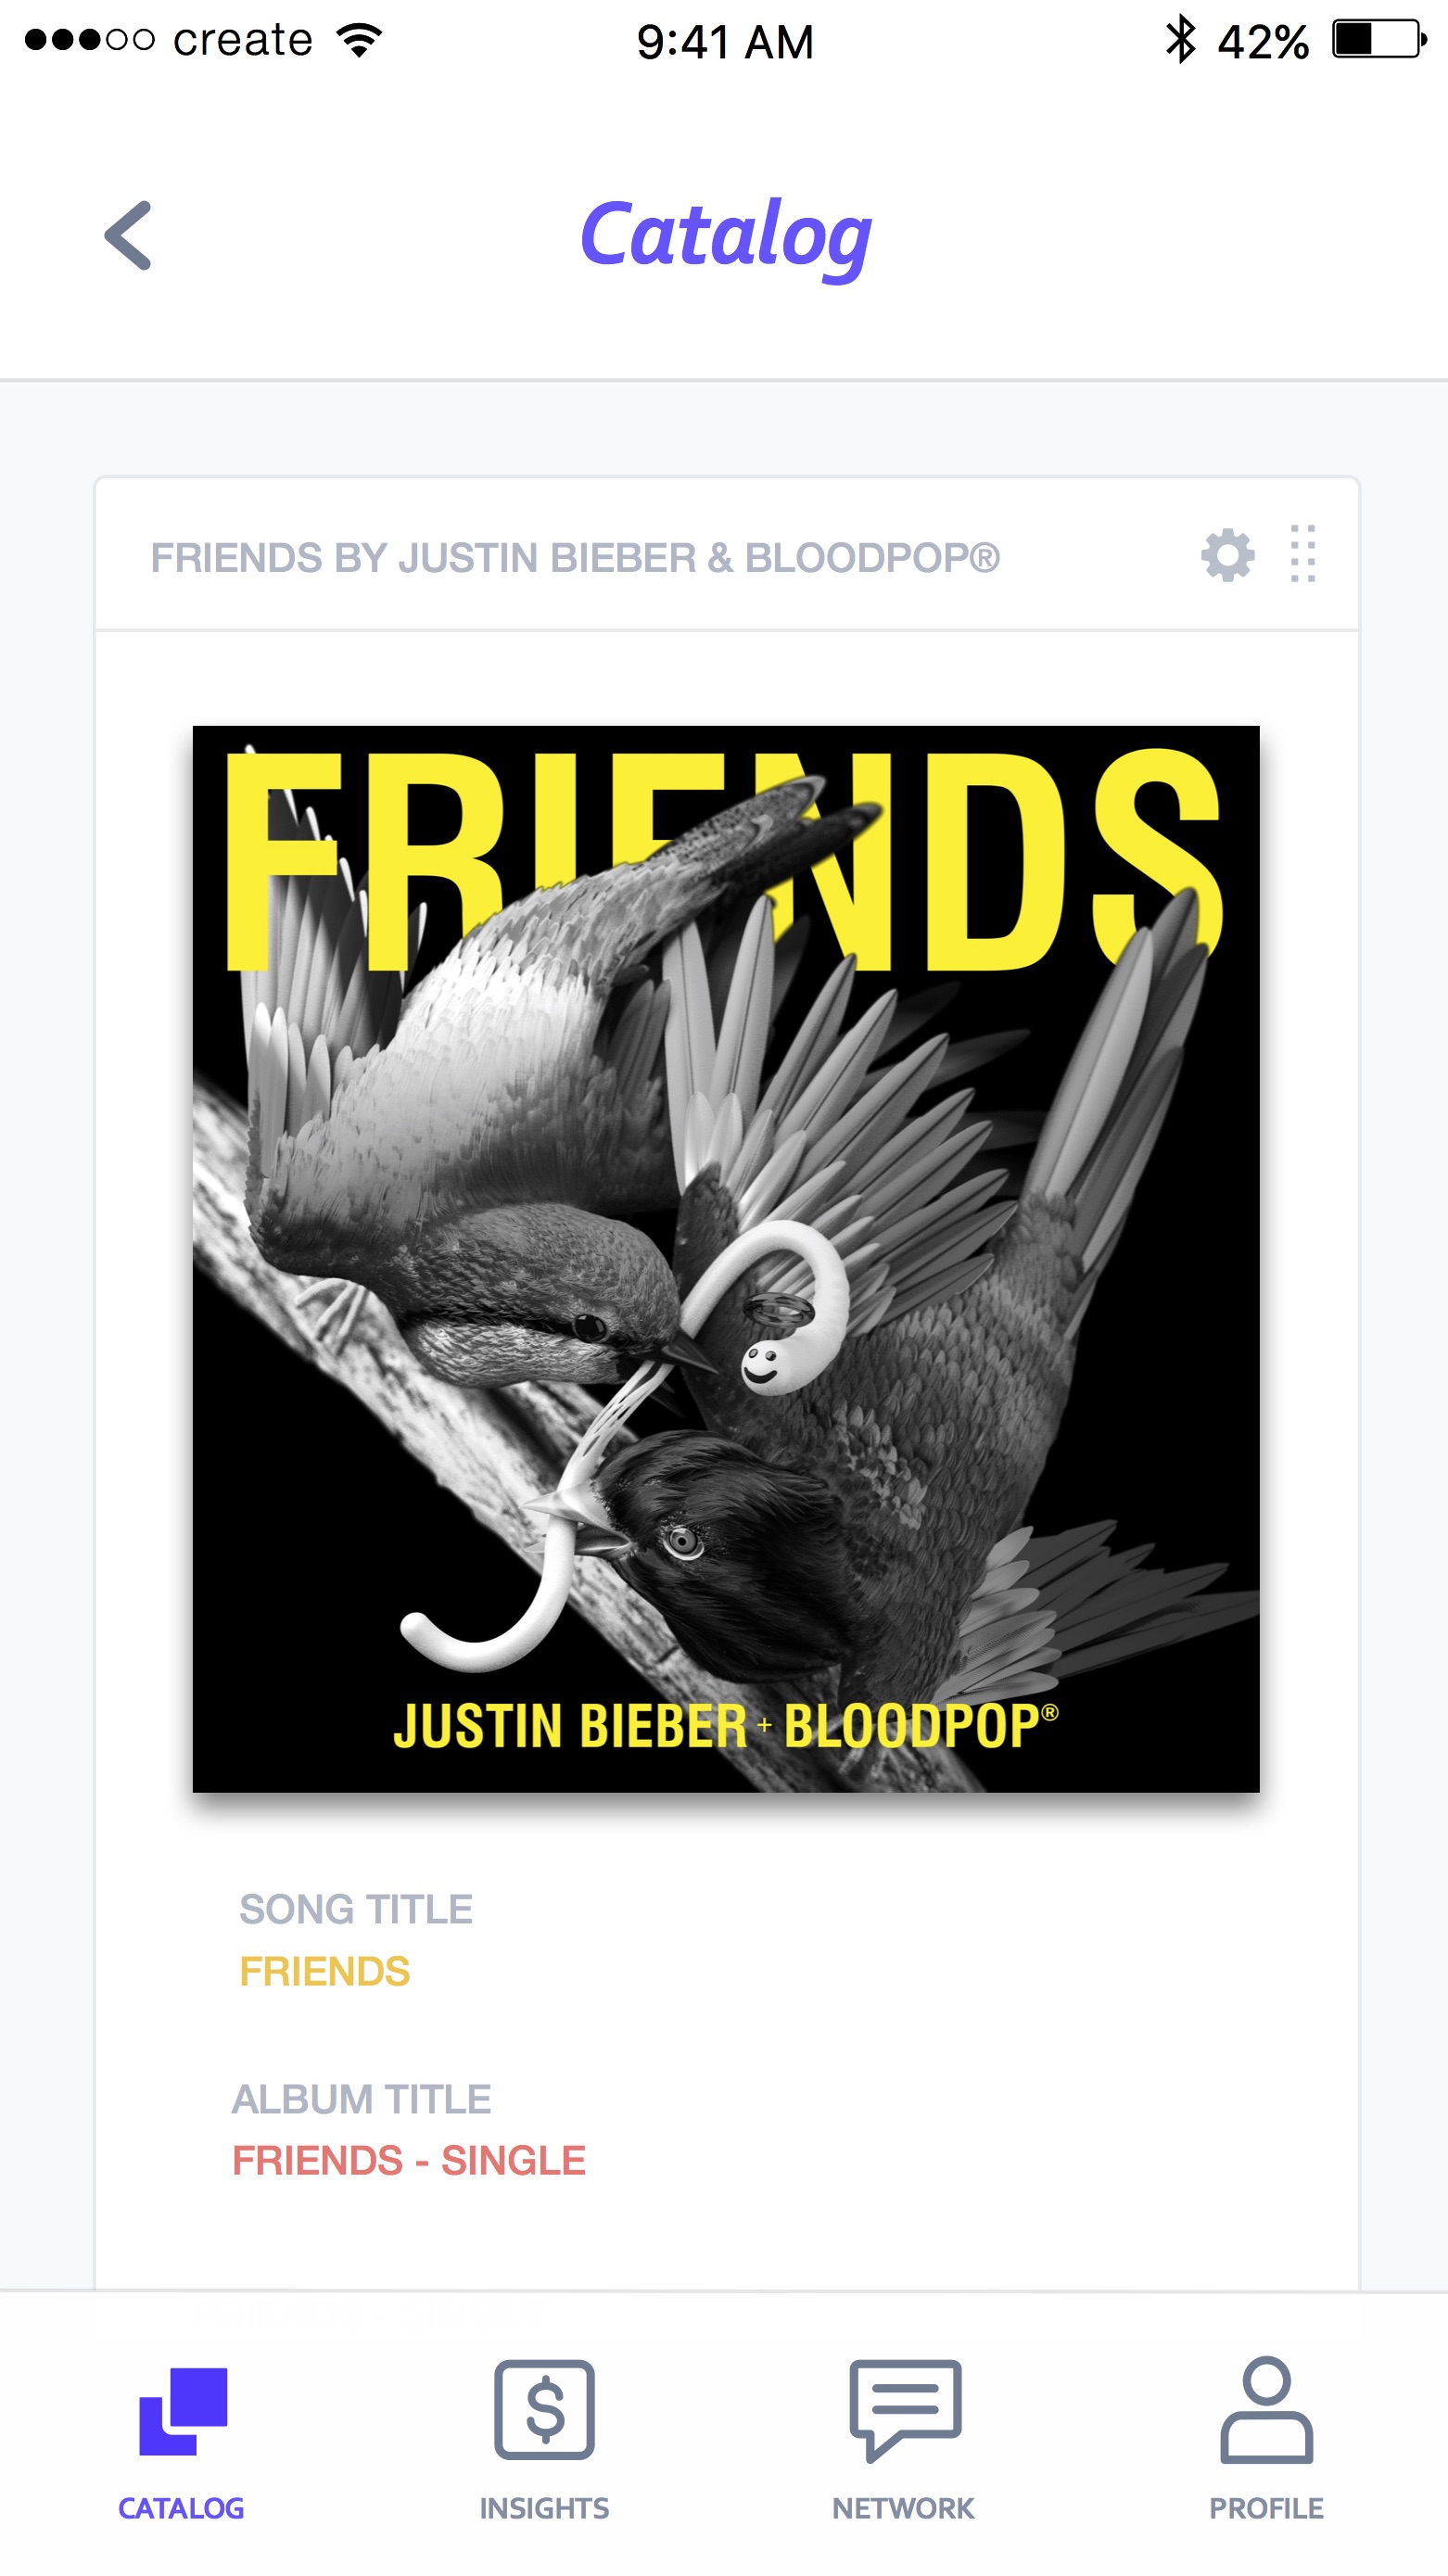 create
9:41 AM
42%
Catalog
FRIENDS BY JUSTIN BIEBER & BLOODPOP®
FRIENDS
JUSTIN BIEBER + BLOODPOP®
SONG TITLE
FRIENDS
ALBUM TITLE
FRIENDS - SINGLE
$
CATALOG
INSIGHTS
NETWORK
PROFILE